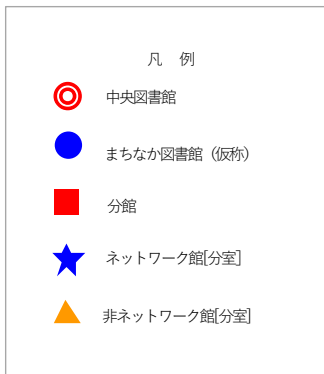 凡　例
中央図書館
まちなか図書館（仮称）
分館
ネットワーク館[分室]
非ネットワーク館[分室]